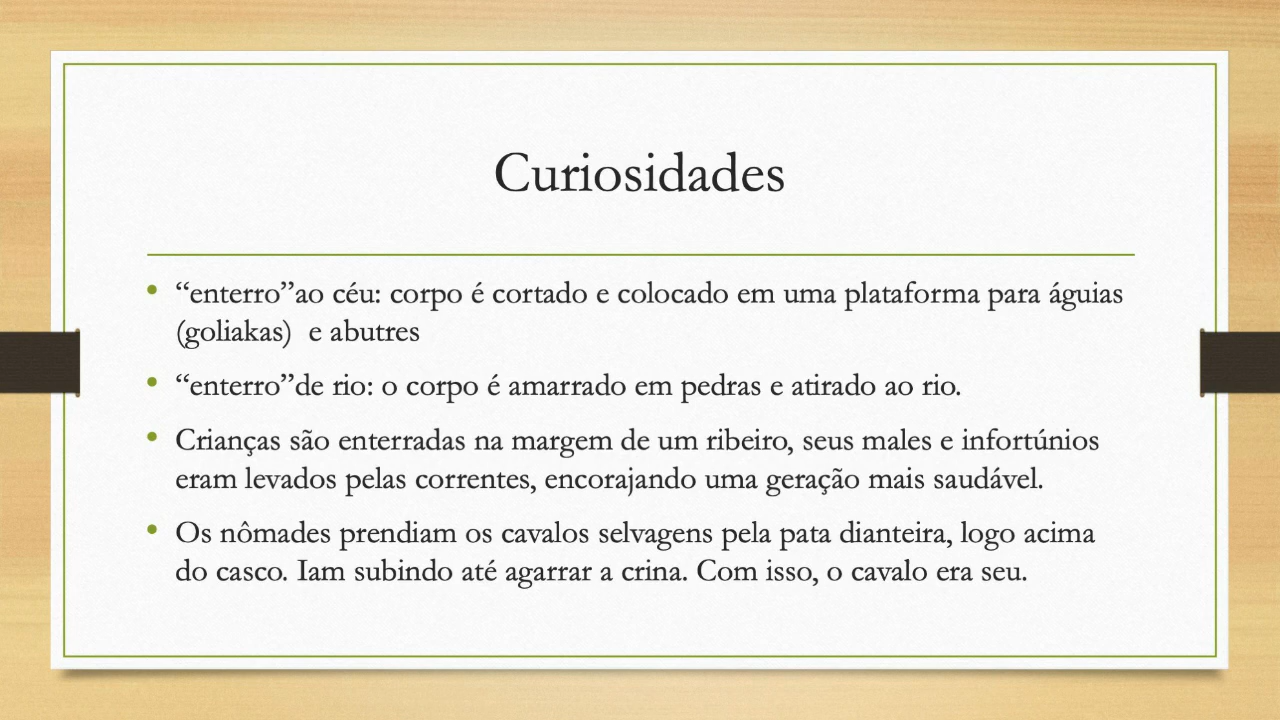 Curiosidades
• “enterro”ao céu: corpo é cortado e colocado em uma plataforma para águias
(goliakas)  e abutres
• “enterro”de rio: o corpo é amarrado em pedras e atirado ao rio.
• Crianças são enterradas na margem de um ribeiro, seus males e infortúnios
eram levados pelas correntes, encorajando uma geração mais saudável.
• Os nômades prendiam os cavalos selvagens pela pata dianteira, logo acima
do casco. Iam subindo até agarrar a crina. Com isso, o cavalo era seu.